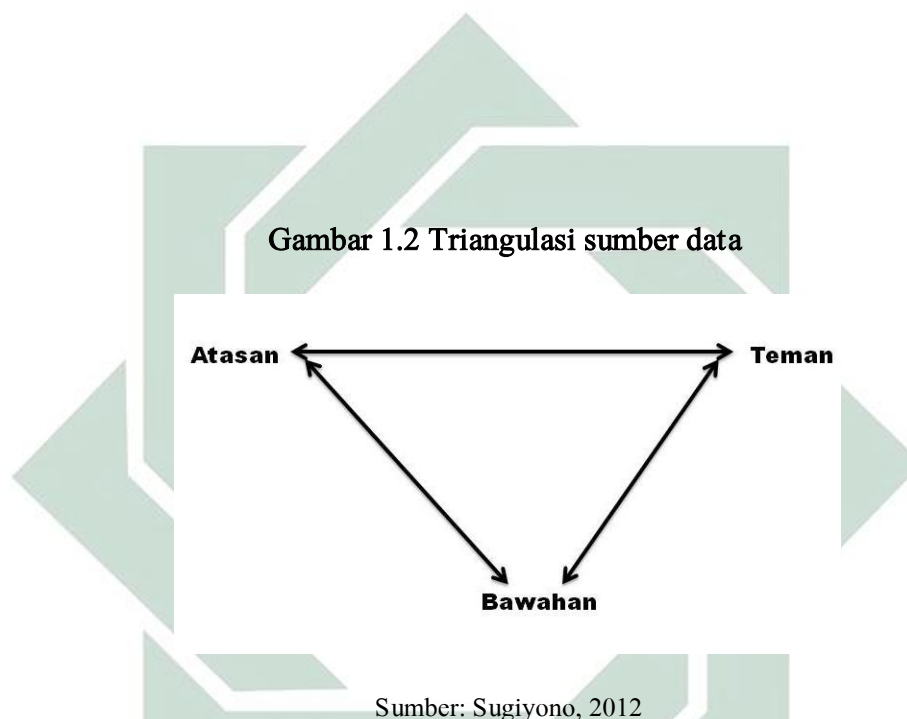 Gambar 1.2 Triangulasi sumber data
Atasan Teman
Bawahan
Sumber: Sugiyono, 2012